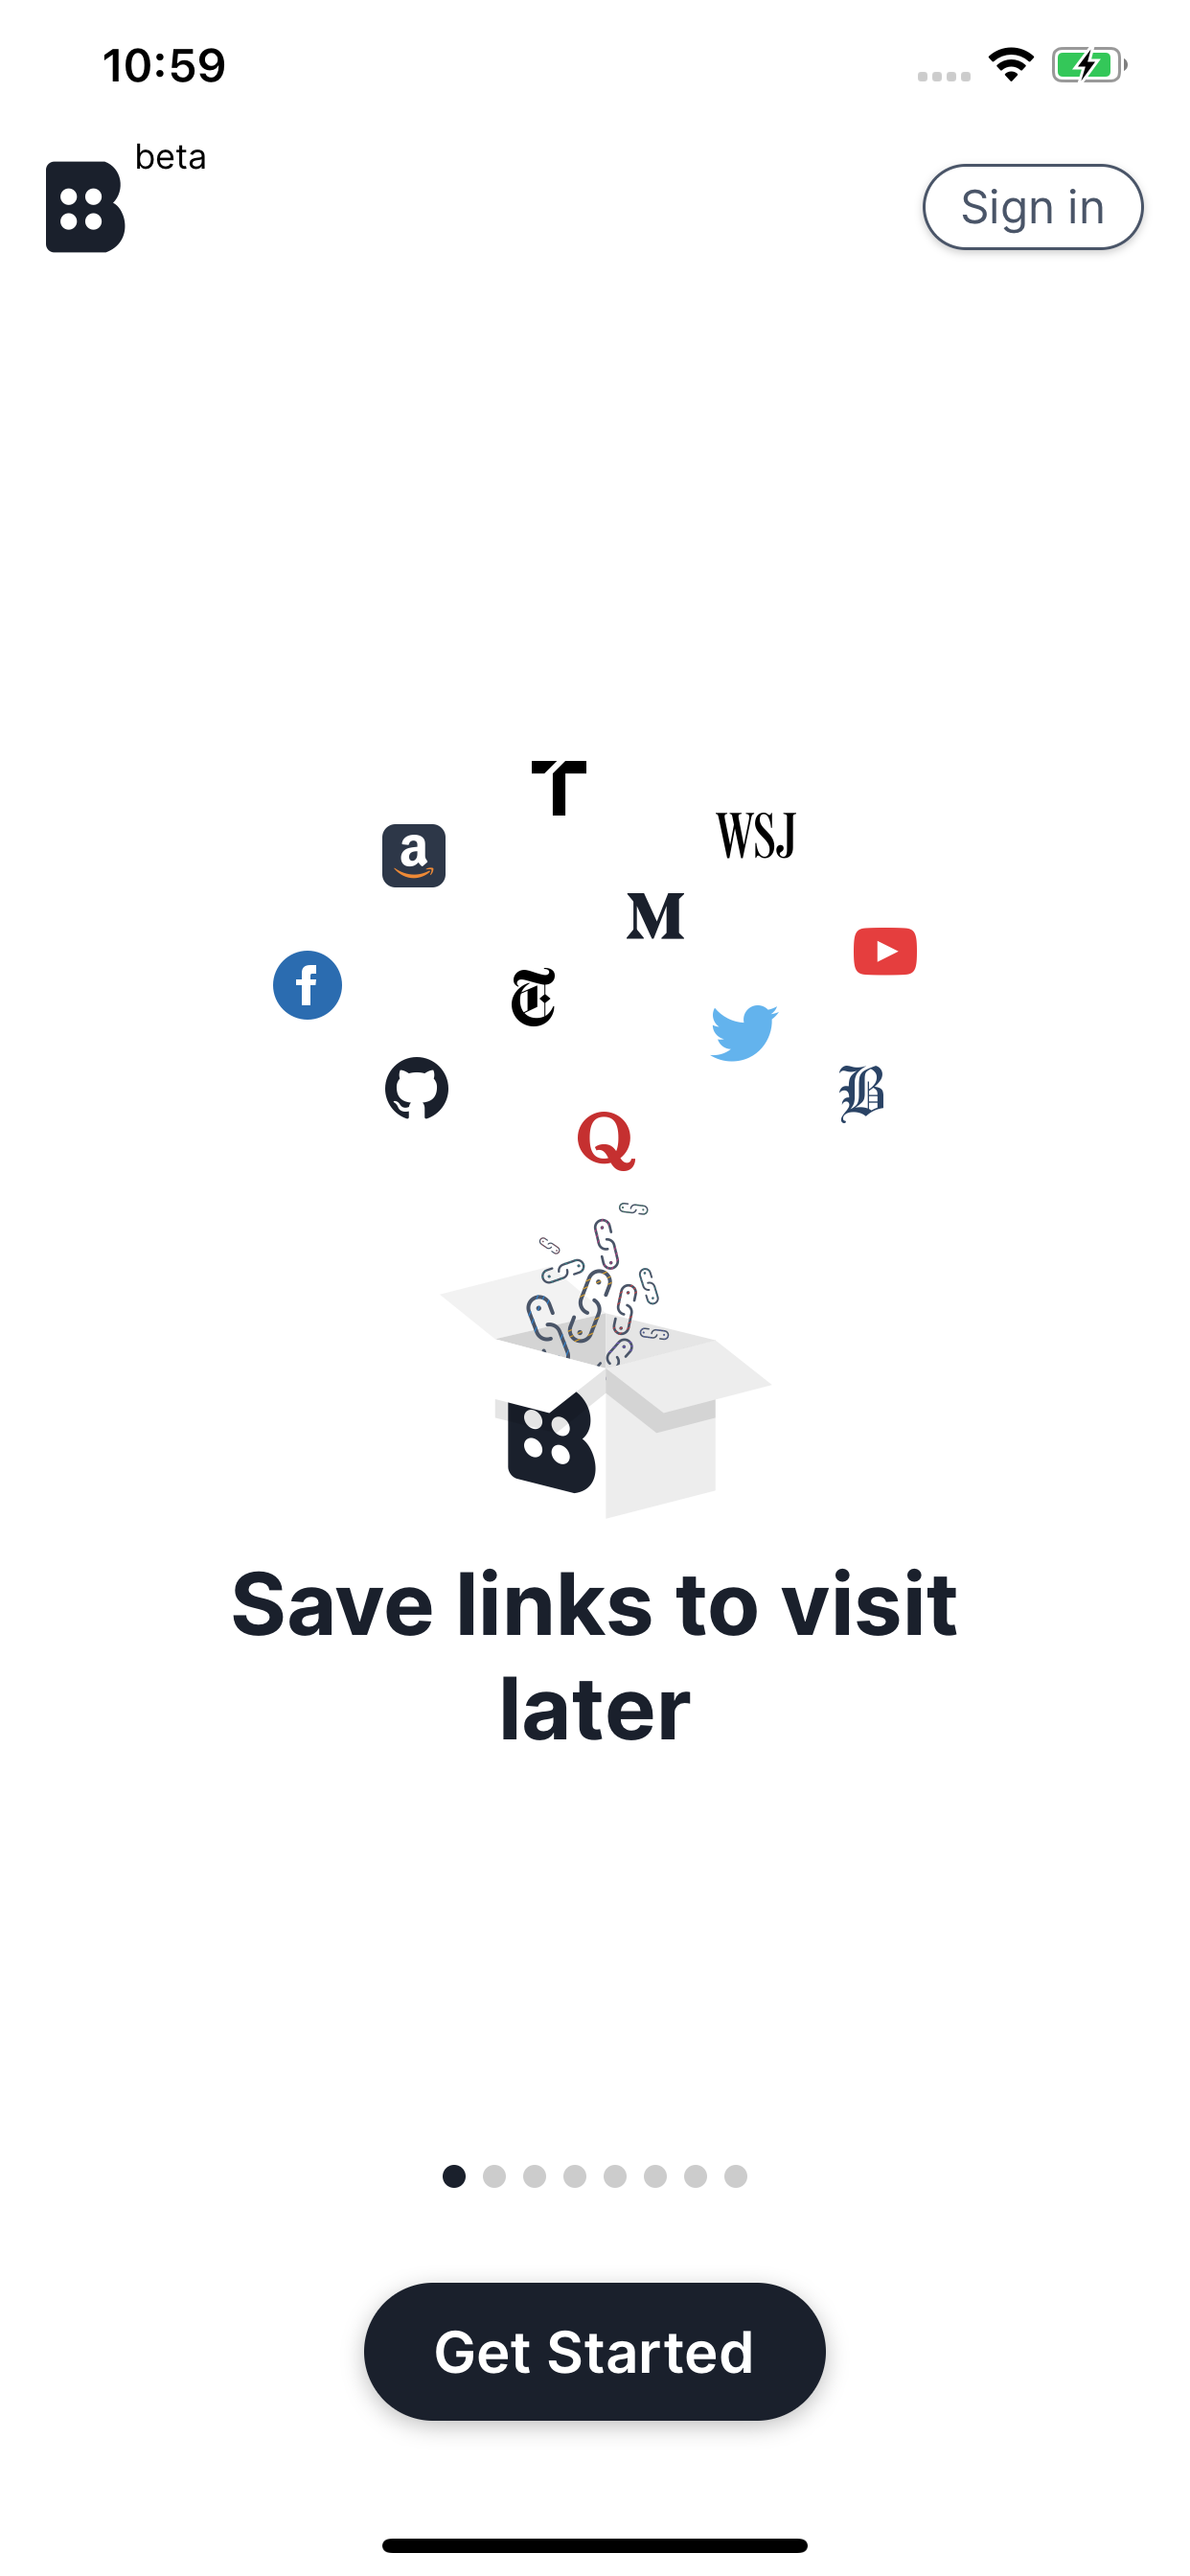 10:59
beta
Sign in
T
WSJ
a
M
f
T
B
Q
Save links to visit
later
Get Started